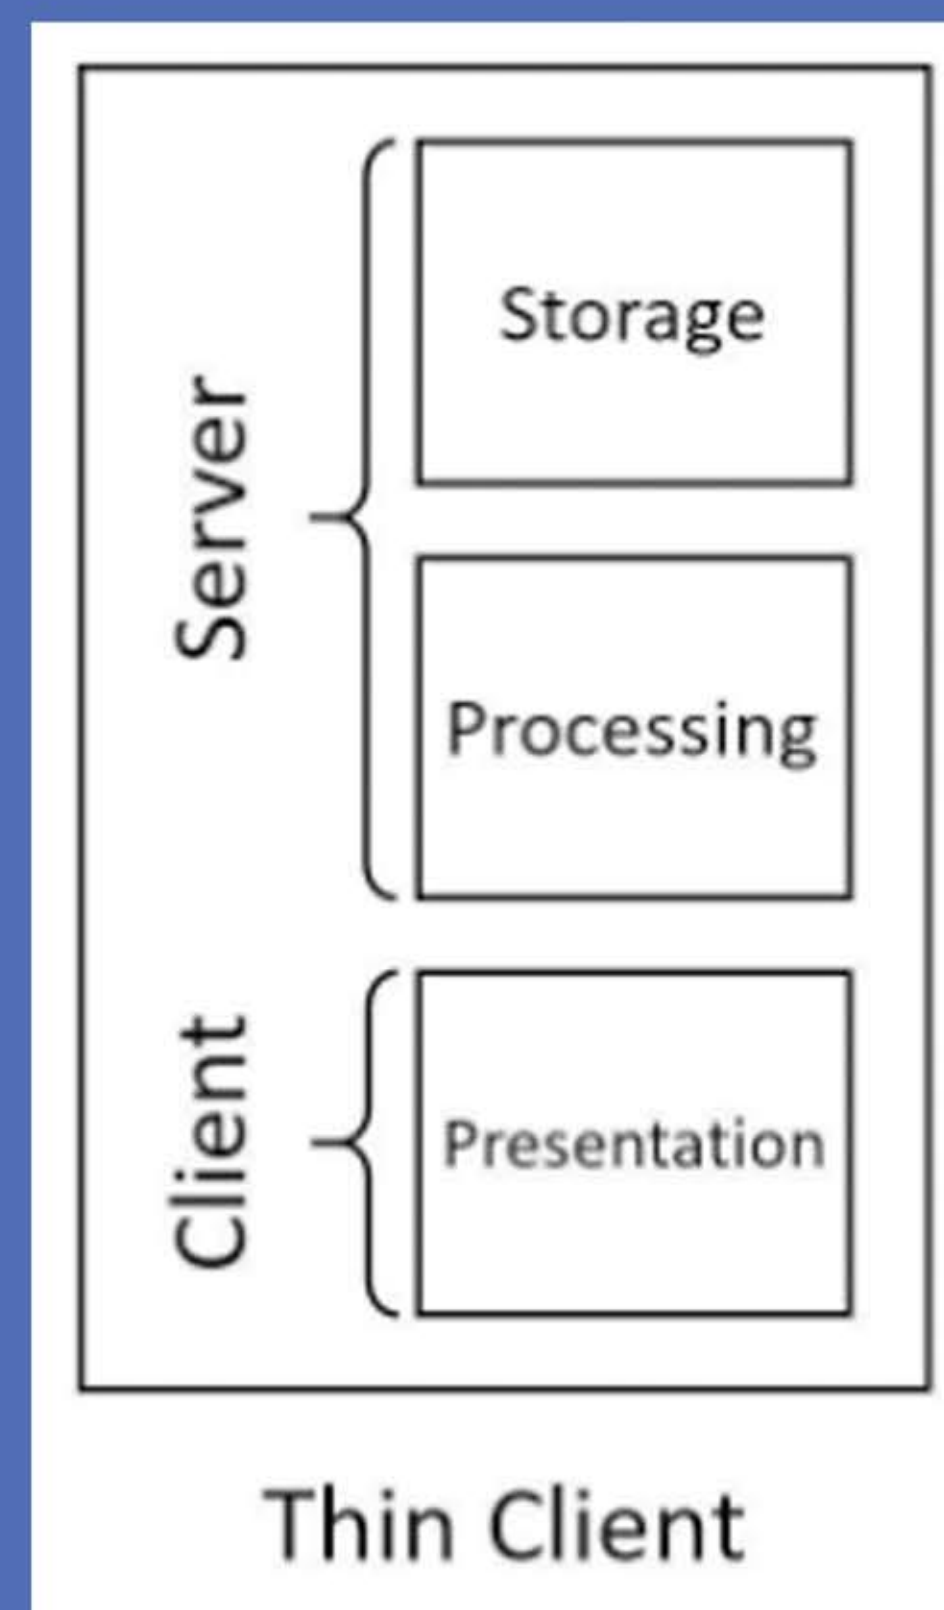 Server
Storage
Processing
Client
Presentation
Thin Client